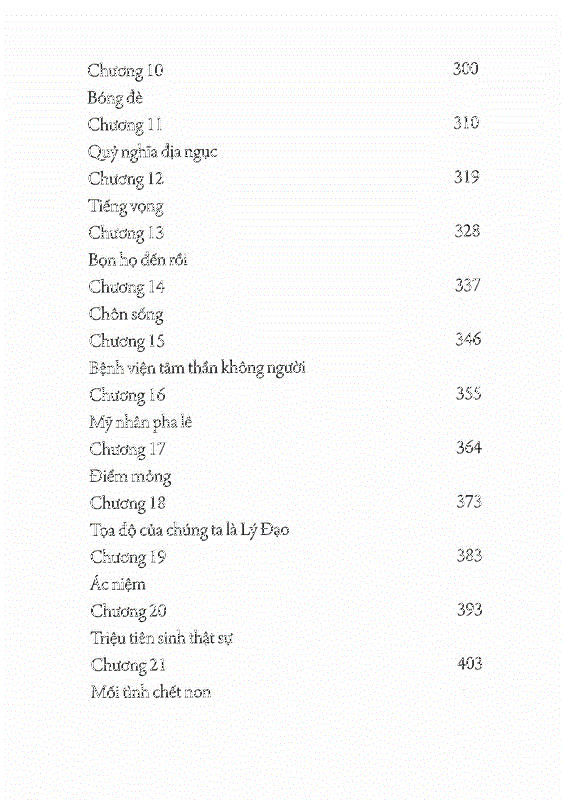 Chương 10 300
Bóng đè
Chương 11 310
Quỷ nghĩa địa ngục
Chương 12 319
Tiếng vọng
Chương 13 328
Bọn họ đến rồi
Chương 14 337
Chôn sống
Chương 15 346
Bệnh viện tâm thần không người
Chương 16 355
Mỹ nhân pha lê
Chương 17 364
Điểm mỏng
Chương 18 373
Tọa độ của chúng ta là Lý Đạo
Chương 19 383
Ác niệm
Chương 20 393
Triệu tiên sinh thật sự
Chương 21 403
Mối tình chết non